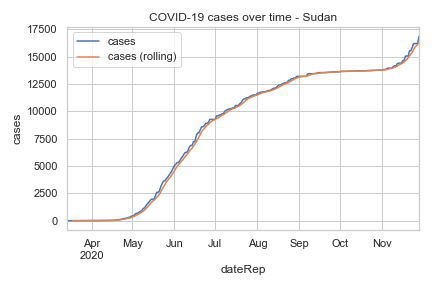 COVID-19 cases over time - Sudan
cases
cases (rolling)
17500
15000
12500
10000
7500
5000
2500
0
cases
Apr
2020
May
Jun
Jul
Aug
Sep
Oct
Nov
dateRep